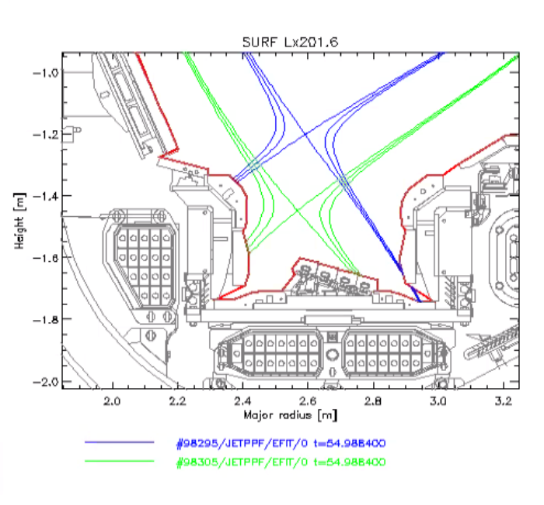 SURF Lx201.6
-1.0
-1.2
-1.4
-1.6
-1.8
-2.0
Height [m]
2.0 2.2 2.4 2.6 2.8 3.0 3.2
Major radius [m]
#98295/JETPPF/EFIT/0 t=54.988400
#98305/JETPPF/EFIT/0 t=54.988400